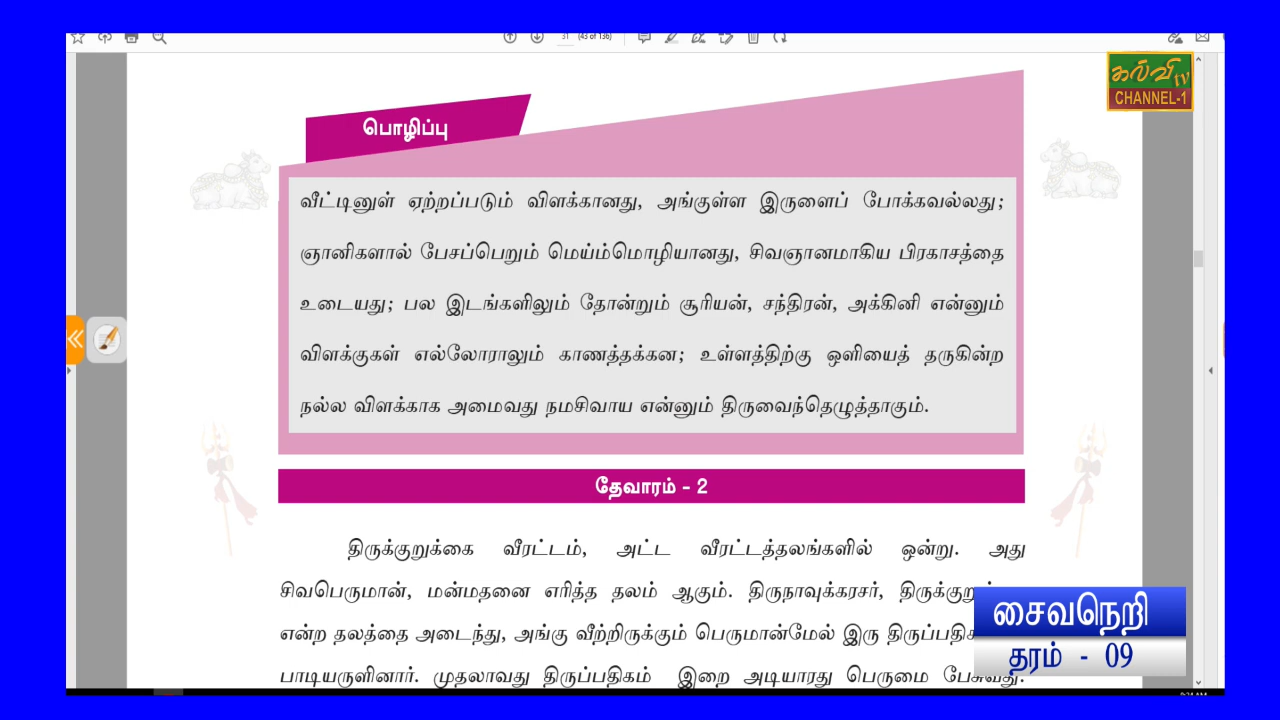 31 (43 of 136)
கல்வி tv
CHANNEL-1
பொழிப்பு
வீட்டினுள் ஏற்றப்படும் விளக்கானது, அங்குள்ள இருளைப் போக்கவல்லது;
ஞானிகளால் பேசப்பெறும் மெய்ம்மொழியானது, சிவஞானமாகிய பிரகாசத்தை
உடையது; பல இடங்களிலும் தோன்றும் சூரியன், சந்திரன், அக்கினி என்னும்
விளக்குகள் எல்லோராலும் காணத்தக்கன; உள்ளத்திற்கு ஒளியைத் தருகின்ற
நல்ல விளக்காக அமைவது நமசிவாய என்னும் திருவைந்தெழுத்தாகும்.
தேவாரம் - 2
திருக்குறுக்கை வீரட்டம், அட்ட வீரட்டத்தலங்களில் ஒன்று. அது
சிவபெருமான், மன்மதனை எரித்த தலம் ஆகும். திருநாவுக்கரசர்,
என்ற தலத்தை அடைந்து, அங்கு வீற்றிருக்கும் பெருமான்மேல் இரு
பாடியருளினார். முதலாவது திருப்பதிகம் இறை அடியாரது பெருமை
சைவநெறி
தரம் - 09